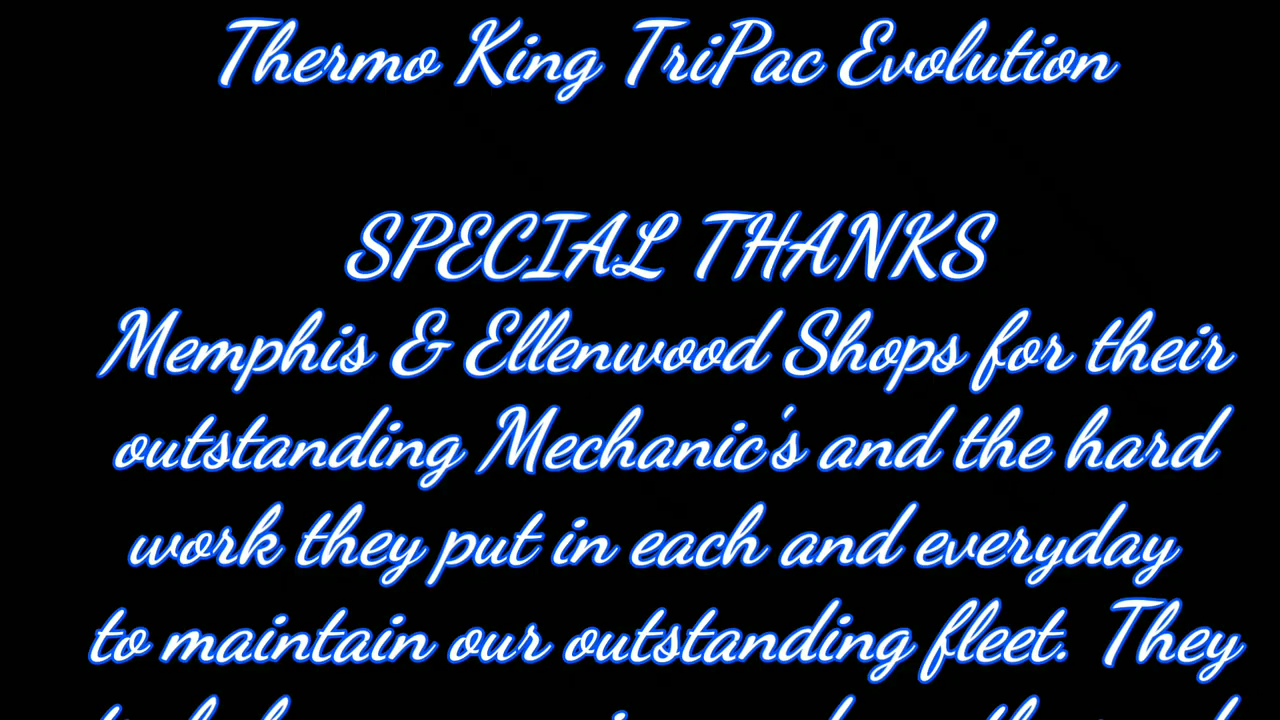 Thermo King TriPac Evolution
SPECIAL THANKS
Memphis & Ellenwood Shops for their
outstanding Mechanic's and the hard
work they put in each and everyday
to maintain our outstanding fleet. They